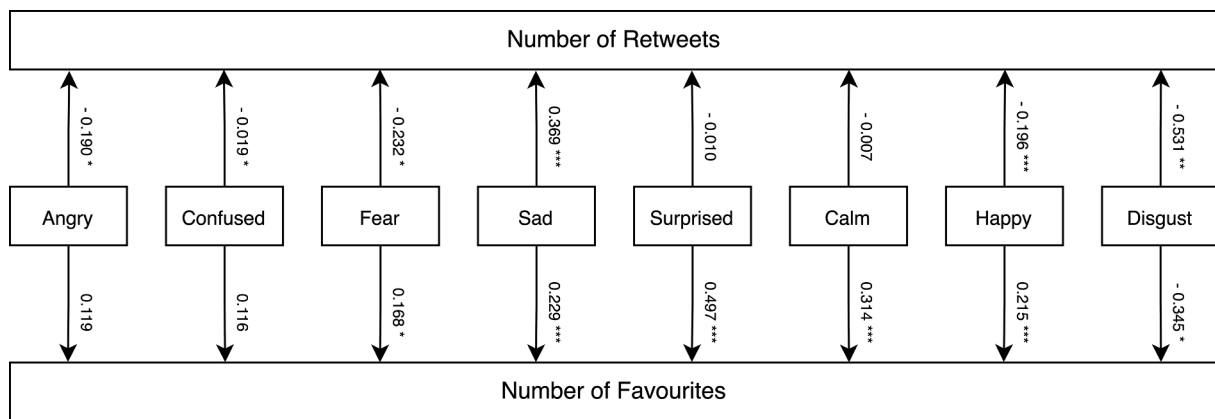 Number of Retweets
- 0.190 *
- 0.019 *
- 0.232 *
0.369 ***
- 0.010
- 0.007
- 0.196 ***
- 0.531 **
Angry
Confused
Fear
Sad
Surprised
Calm
Happy
Disgust
0.119
0.116
0.168 *
0.229 ***
0.497 ***
0.314 ***
0.215 ***
- 0.345 *
Number of Favourites